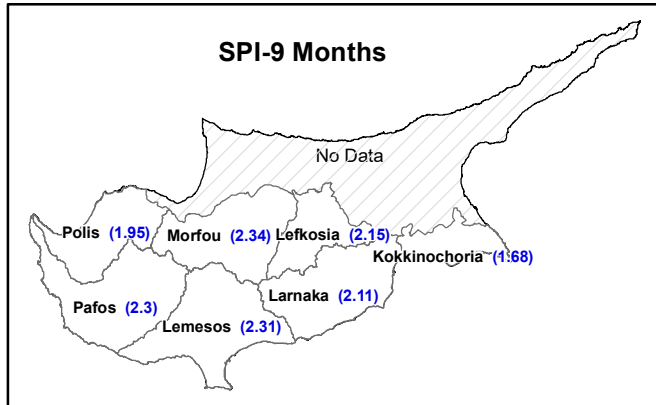 SPI-9 Months
No Data
Polis (1.95)
Morfou (2.34)
Lefkosia (2.15)
Kokkinochoria (1.68)
Pafos (2.3)
Lemesos (2.31)
Larnaka (2.11)